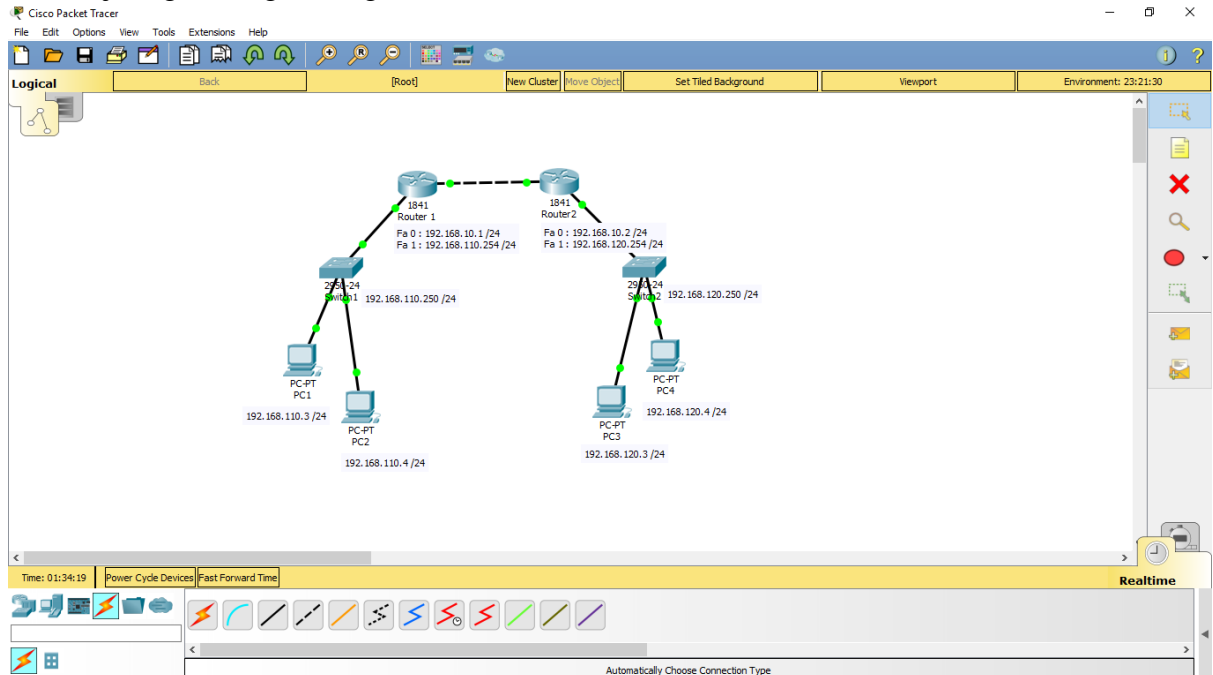 Cisco Packet Tracer
File Edit Options View Tools Extensions Help
Logical Back [Root] New Cluster Move Object Set Tiled Background Viewport Environment: 23:21:30
1841
Router 1
Fa 0 : 192.168.10.1 /24
Fa 1 : 192.168.110.254 /24
1841
Router2
Fa 0 : 192.168.10.2 /24
Fa 1 : 192.168.120.254 /24
2950-24
Switch1
192.168.110.250 /24
2950-24
Switch2
192.168.120.250 /24
PC-PT
PC1
192.168.110.3 /24
PC-PT
PC2
192.168.110.4 /24
PC-PT
PC4
192.168.120.4 /24
PC-PT
PC3
192.168.120.3 /24
Time: 01:34:19 Power Cycle Devices Fast Forward Time Realtime
Automatically Choose Connection Type